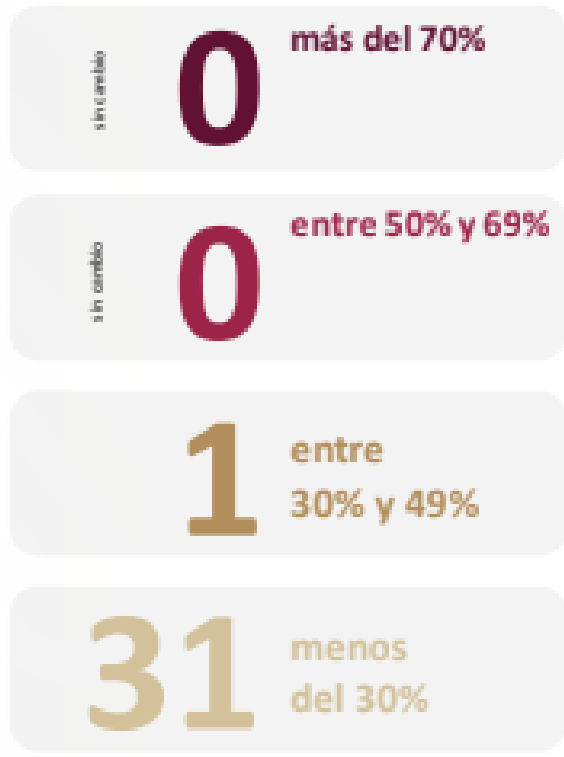 sin cambio
0
más del 70%
sin cambio
0
entre 50% y 69%
1
entre
30% y 49%
31
menos
del 30%